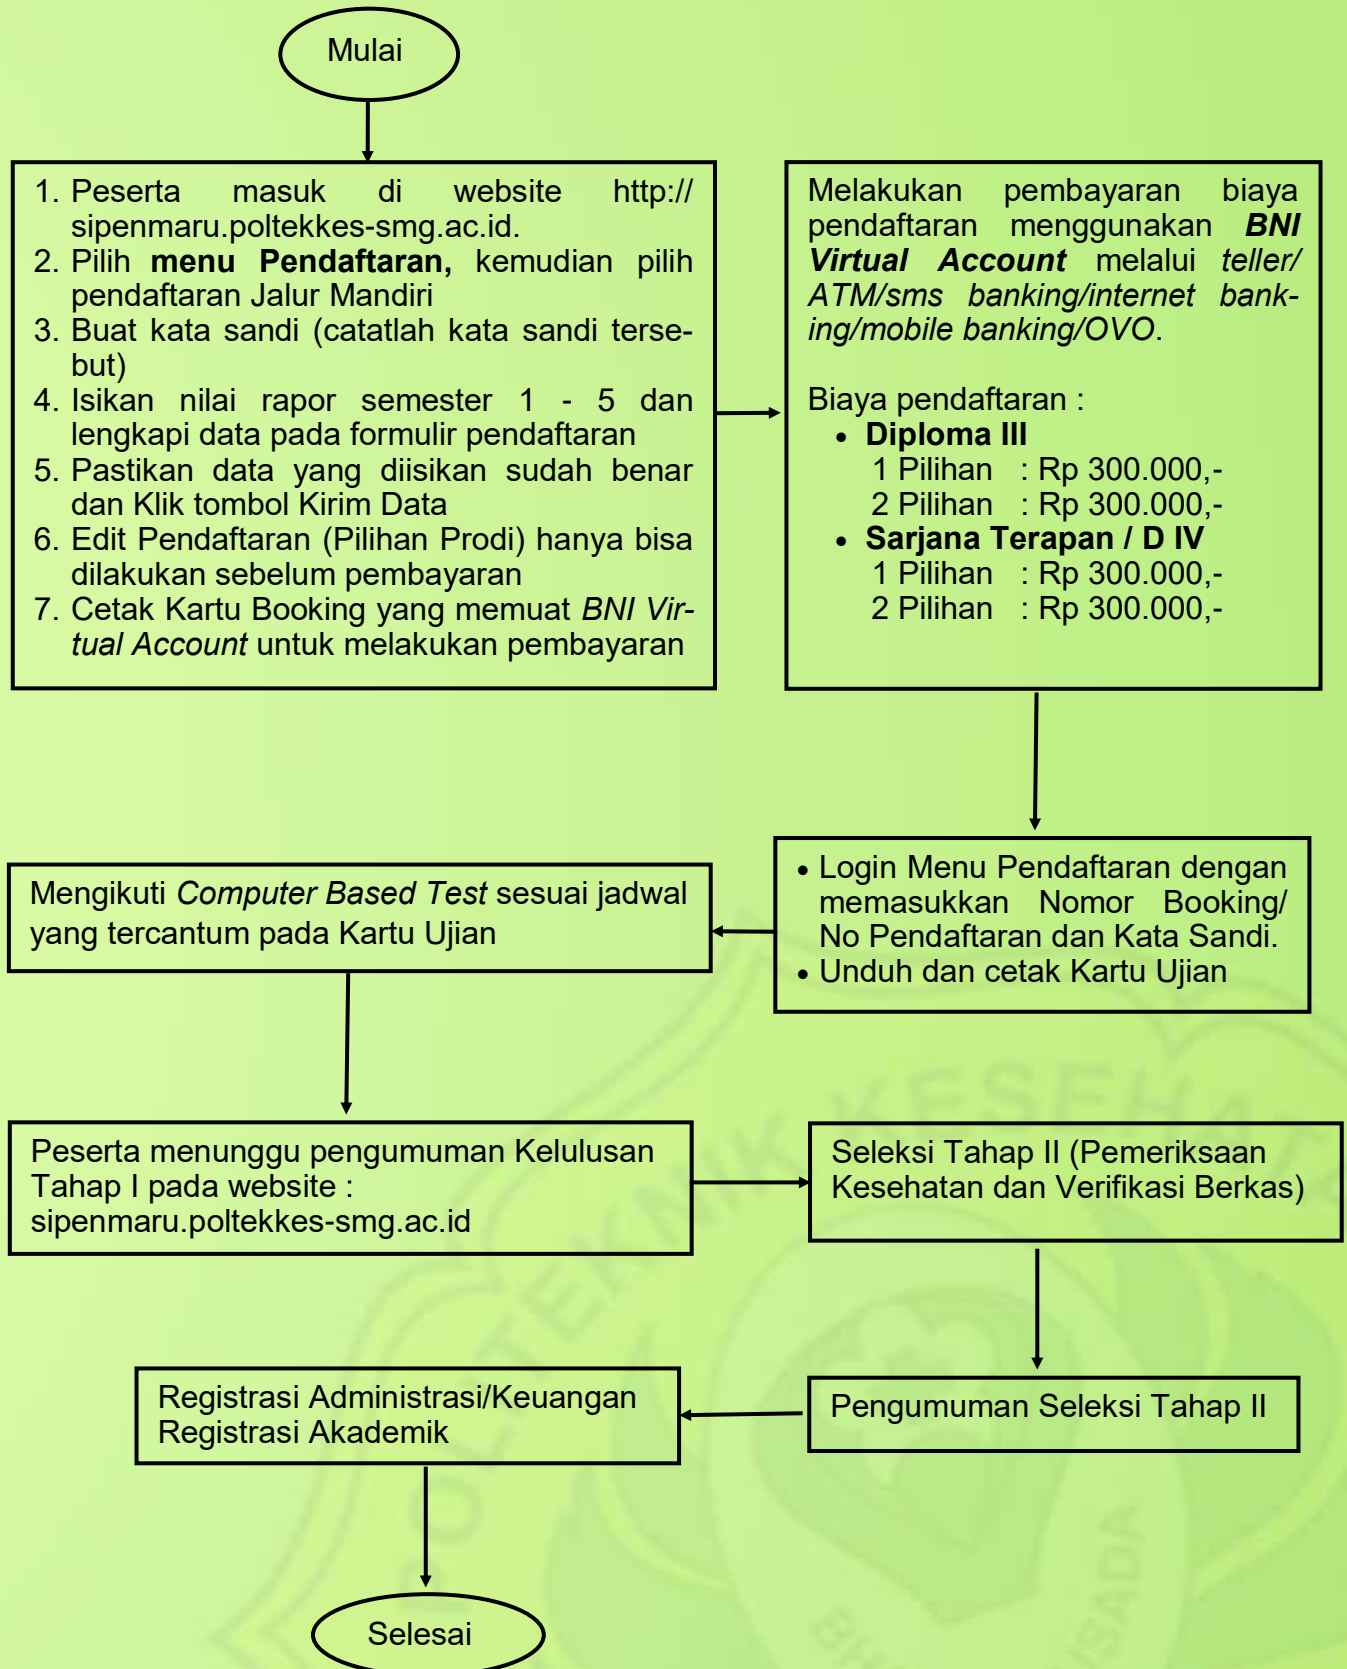 Mulai
1. Peserta masuk di website http://
sipenmaru.poltekkes-smg.ac.id.
2. Pilih menu Pendaftaran, kemudian pilih
pendaftaran Jalur Mandiri
3. Buat kata sandi (catatlah kata sandi terse-
but)
4. Isikan nilai rapor semester 1 - 5 dan
lengkapi data pada formulir pendaftaran
5. Pastikan data yang diisikan sudah benar
dan Klik tombol Kirim Data
6. Edit Pendaftaran (Pilihan Prodi) hanya bisa
dilakukan sebelum pembayaran
7. Cetak Kartu Booking yang memuat BNI Vir-
tual Account untuk melakukan pembayaran
Melakukan pembayaran biaya
pendaftaran menggunakan BNI
Virtual Account melalui teller/
ATM/sms banking/internet bank-
ing/mobile banking/OVO.
Biaya pendaftaran :
• Diploma III
1 Pilihan : Rp 300.000,-
2 Pilihan : Rp 300.000,-
• Sarjana Terapan / D IV
1 Pilihan : Rp 300.000,-
2 Pilihan : Rp 300.000,-
• Login Menu Pendaftaran dengan
memasukkan Nomor Booking/
No Pendaftaran dan Kata Sandi.
• Unduh dan cetak Kartu Ujian
Mengikuti Computer Based Test sesuai jadwal
yang tercantum pada Kartu Ujian
Peserta menunggu pengumuman Kelulusan
Tahap I pada website :
sipenmaru.poltekkes-smg.ac.id
Seleksi Tahap II (Pemeriksaan
Kesehatan dan Verifikasi Berkas)
Pengumuman Seleksi Tahap II
Registrasi Administrasi/Keuangan
Registrasi Akademik
Selesai